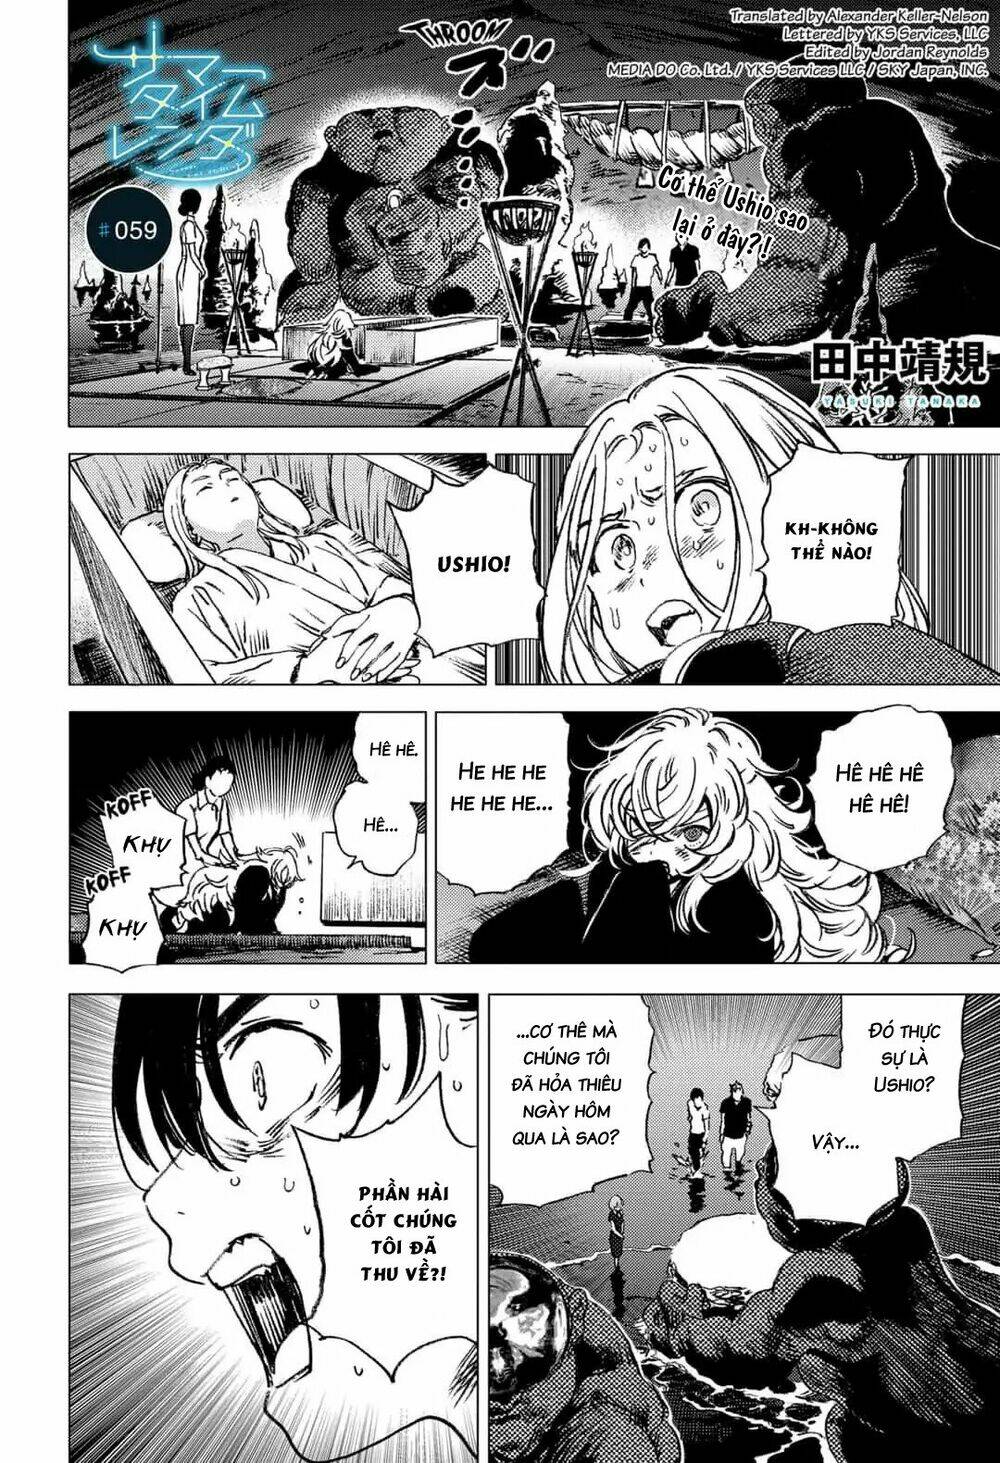 サマー
タイム
レンダ
#059
THROOM
ズ
Translated by Alexander Keller-Nelson
Lettered by YKS Services, LLC
Edited by Jordan Reynolds
MEDIA DO Co. Ltd. / YKS Services LLC / SKY Japan, INC.
Có thể Ushio sao
lại ở đây?!
田中靖規
YASUKI TANAKA
KH-KHÔNG
THỂ NÀO!
USHIO!
HÊ HÊ HÊ
HÊ HÊ!
HE HE HE
HE HE HE...
HÊ HÊ.
HÊ...
KOFF
KHỤ
KOFF
KHỤ
ĐÓ THỰC
SỰ LÀ
USHIO?
VẬY...
...CƠ THÊ MÀ
CHÚNG TÔI
ĐÃ HỎA THIÊU
NGÀY HÔM
QUA LÀ SAO?
PHẦN HÀI
CỐT CHÚNG
TÔI ĐÃ
THU VỀ?!